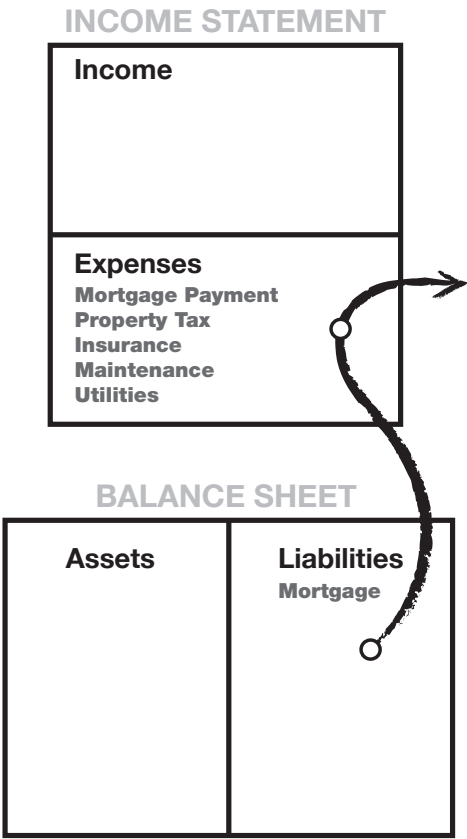 INCOME STATEMENT
Income
Expenses
Mortgage Payment
Property Tax
Insurance
Maintenance
Utilities
BALANCE SHEET
Assets
Liabilities
Mortgage